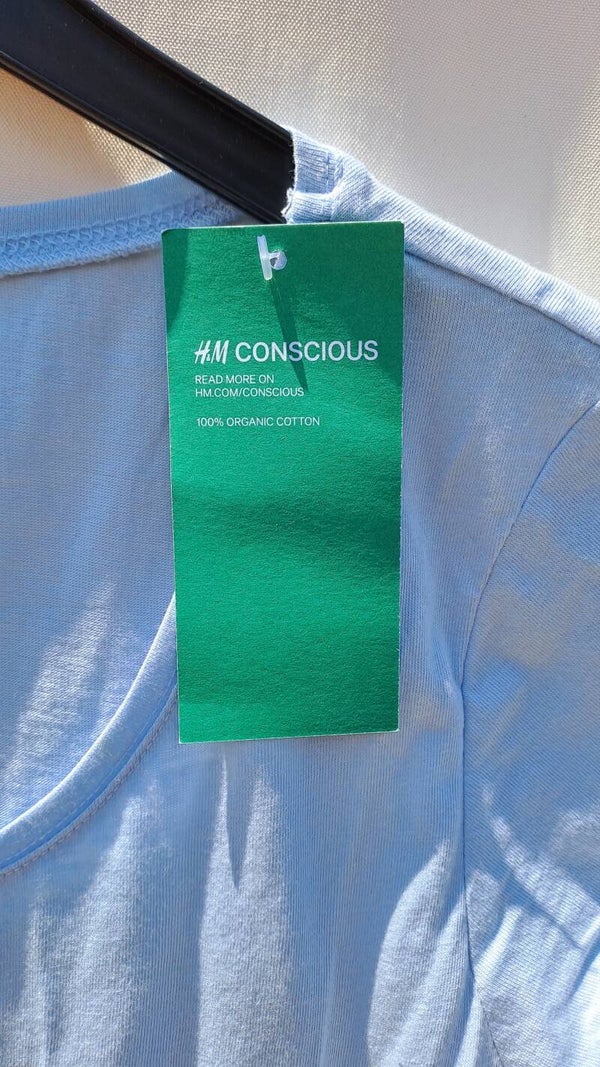 H&M CONSCIOUS
READ MORE ON
HM.COM/CONSCIOUS
100% ORGANIC COTTON